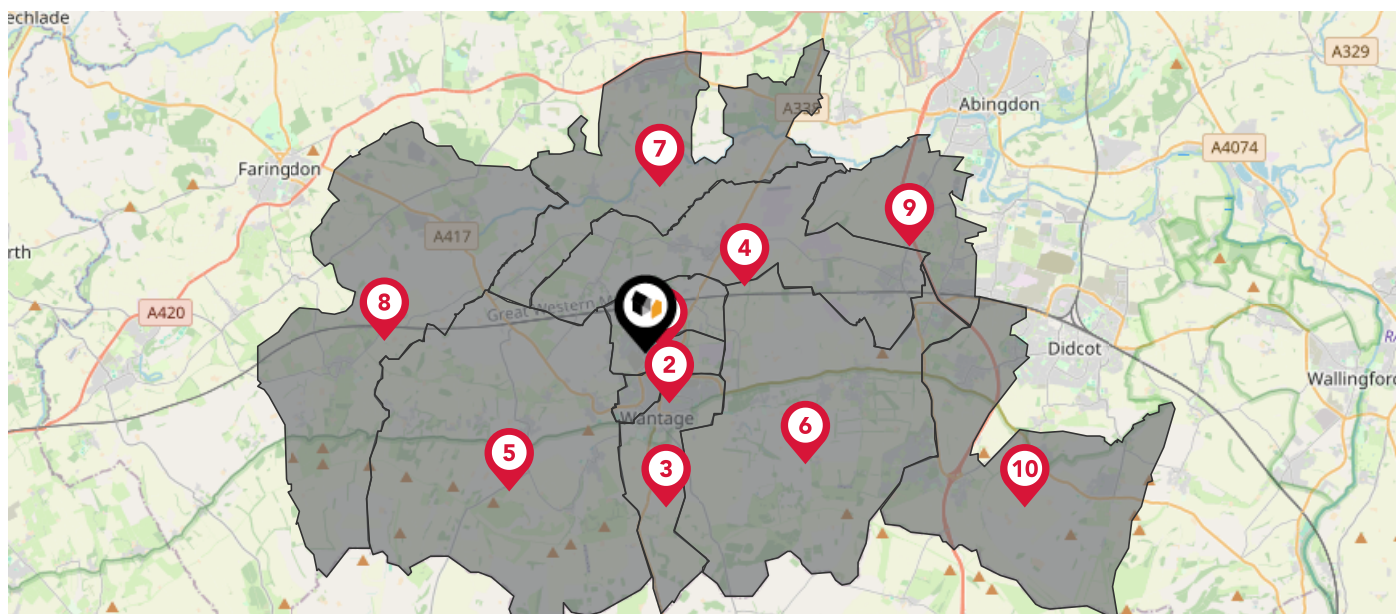 echlade
A329
A338
Abingdon
7
A4074
Faringdon
9
A417
4
rth
8
A420
Great Western M
2
Didcot
Wallingford
Wantage
6
5
3
10